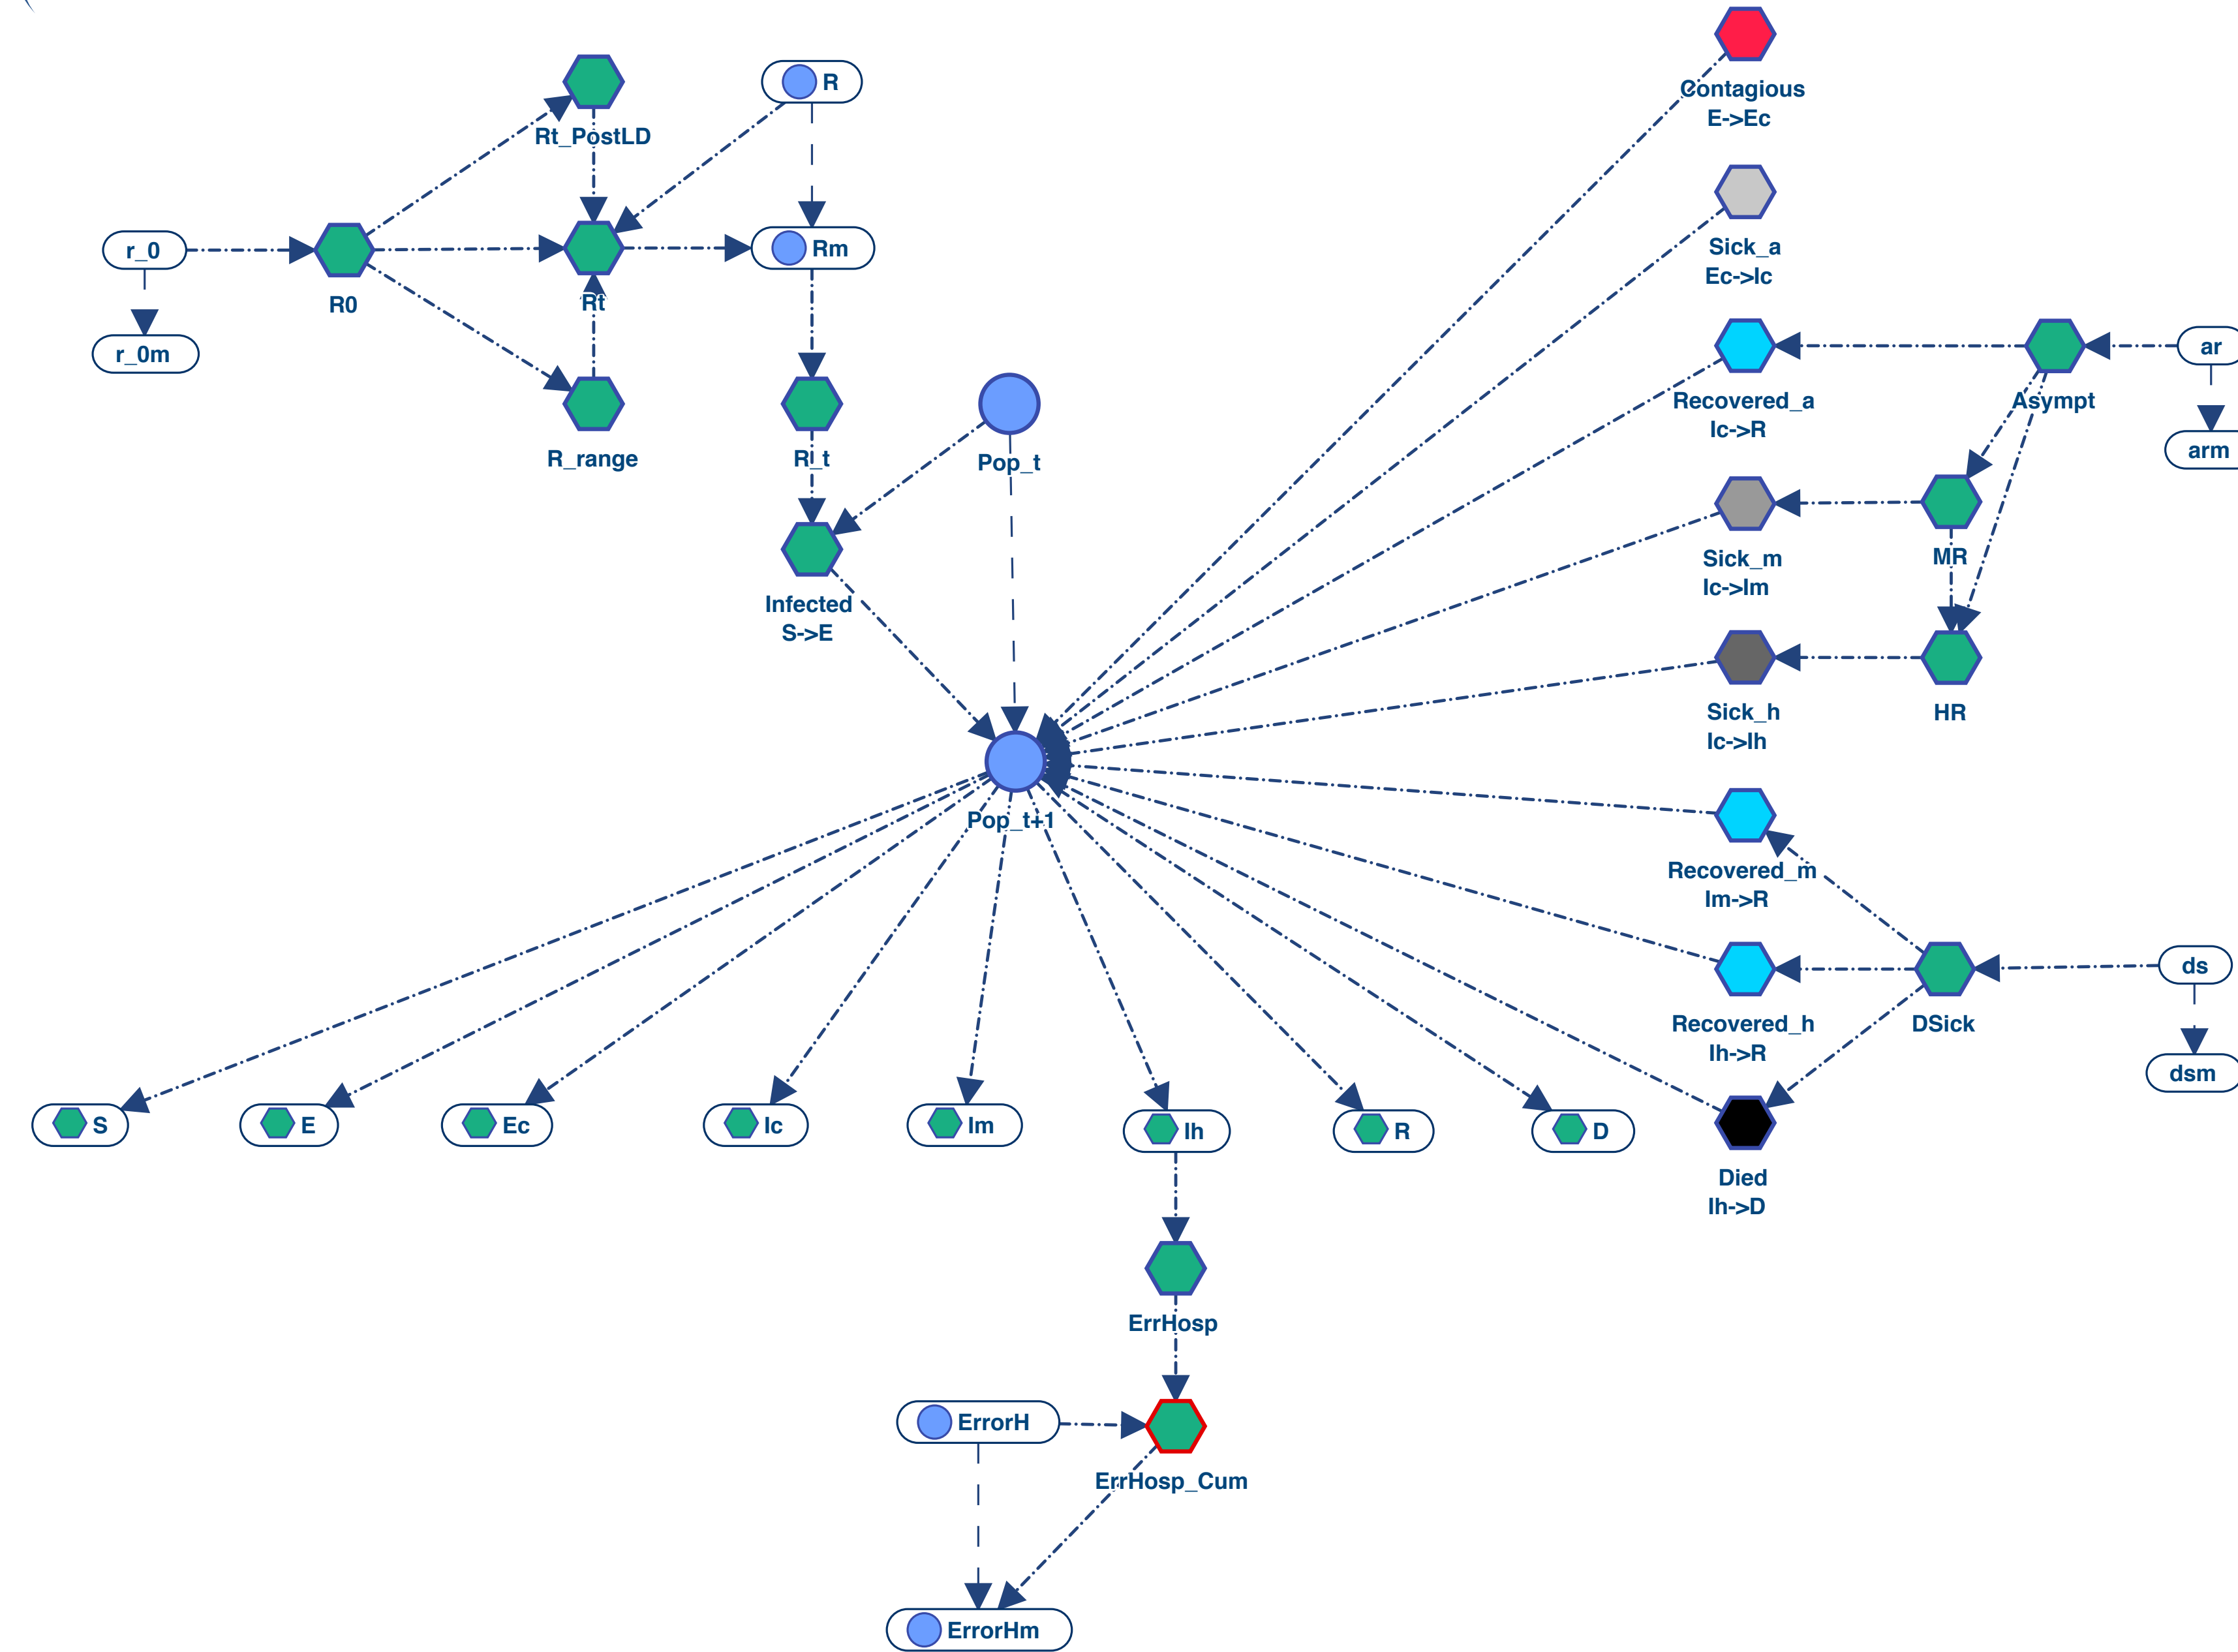 Contagious
E->Ec
R
Rt_PostLD
Sick_a
Ec->Ic
r_0
R0
Rt
Rm
r_0m
R_range
R_t
Pop_t
Recovered_a
Ic->R
Asympt
ar
arm
Infected
S->E
Sick_m
Ic->Im
MR
Sick_h
Ic->Ih
HR
Pop_t+1
Recovered_m
Im->R
Recovered_h
Ih->R
DSick
ds
dsm
S
E
Ec
Ic
Im
Ih
R
D
Died
Ih->D
ErrHosp
ErrorH
ErrHosp_Cum
ErrorHm